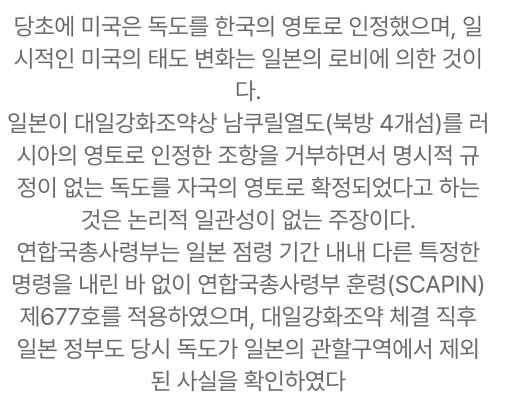 당초에 미국은 독도를 한국의 영토로 인정했으며, 일
시적인 미국의 태도 변화는 일본의 로비에 의한 것이
다.
일본이 대일강화조약상 남쿠릴열도(북방 4개섬)를 러
시아의 영토로 인정한 조항을 거부하면서 명시적 규
정이 없는 독도를 자국의 영토로 확정되었다고 하는
것은 논리적 일관성이 없는 주장이다.
연합국총사령부는 일본 점령 기간 내내 다른 특정한
명령을 내린 바 없이 연합국총사령부 훈령(SCAPIN)
제677호를 적용하였으며, 대일강화조약 체결 직후
일본 정부도 당시 독도가 일본의 관할구역에서 제외
된 사실을 확인하였다